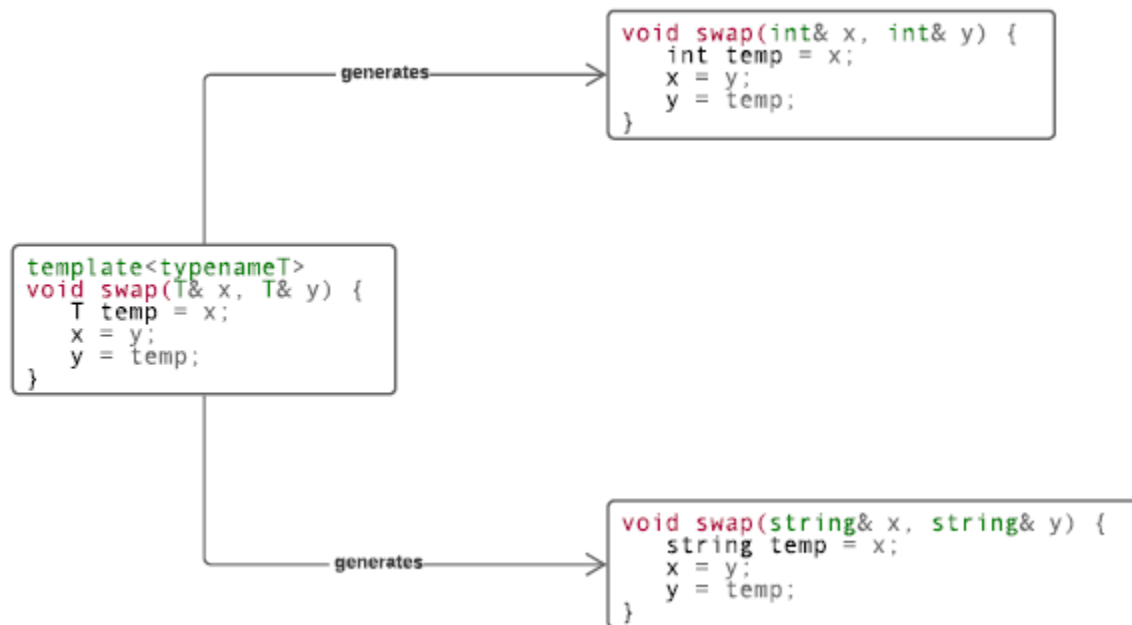 void swap(int& x, int& y) {
int temp = x;
x = y;
y = temp;
}
generates
template<typenameT>
void swap(T& x, T& y) {
T temp = x;
x = y;
y = temp;
}
generates
void swap(string& x, string& y) {
string temp = x;
x = y;
y = temp;
}